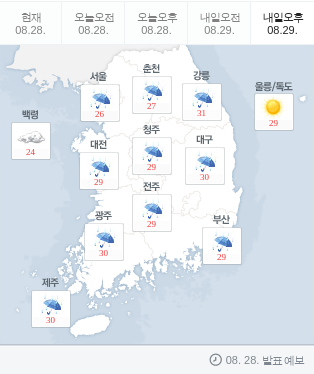 현재 오늘오전 오늘오후 내일오전 내일오후
08.28. 08.28. 08.28. 08.29. 08.29.
서울 26
춘천 27
강릉 31
울릉/독도 29
백령 24
대전 29
청주 29
대구 30
전주 29
광주 30
부산 29
제주 30
08. 28. 발표 예보